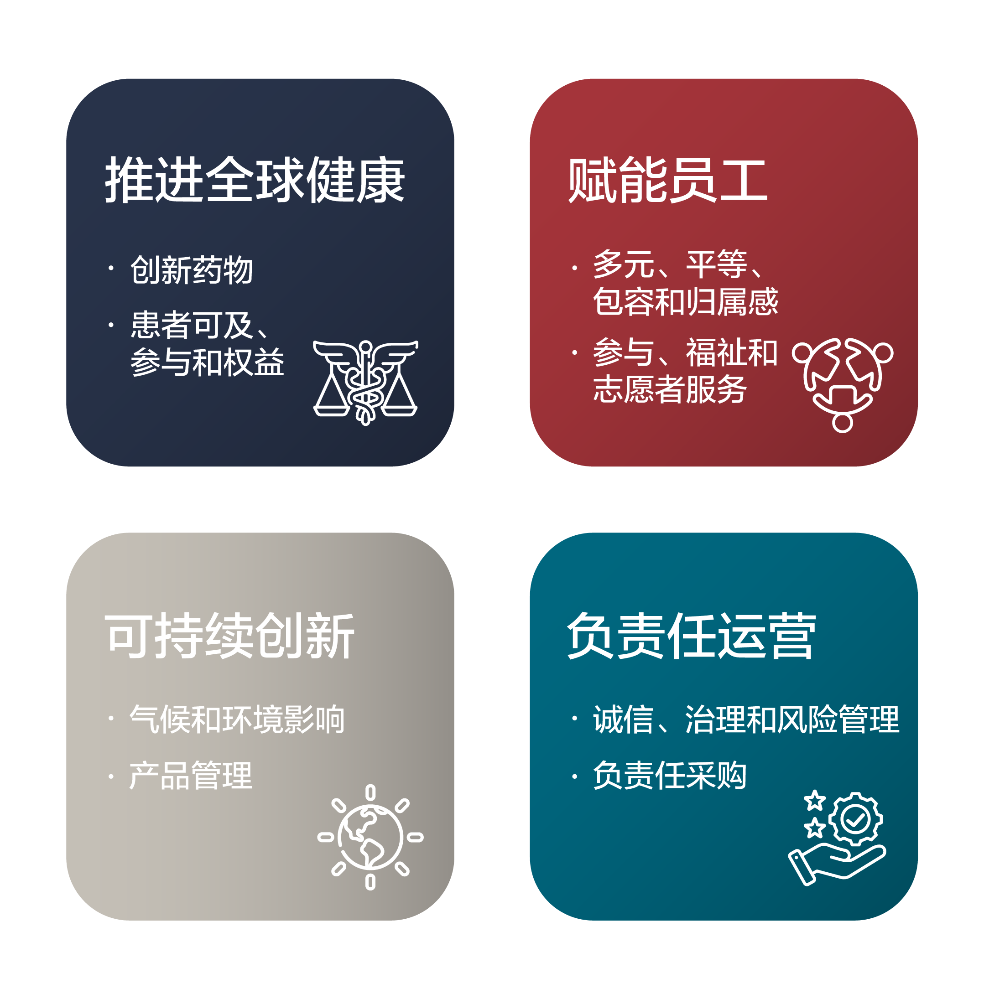 推进全球健康
• 创新药物
• 患者可及、
参与和权益
赋能员工
• 多元、平等、
包容和归属感
• 参与、福祉和
志愿者服务
可持续创新
• 气候和环境影响
• 产品管理
负责任运营
• 诚信、治理和风险管理
• 负责任采购